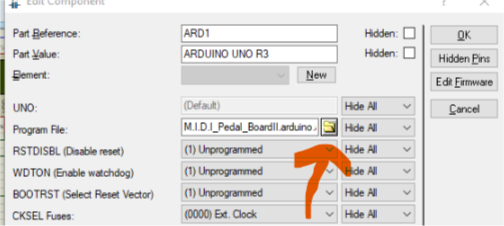 Edit Component
?
Part Reference: ARD1 Hidden: OK
Part Value: ARDUINO UNO R3 Hidden: Hidden Pins
Element: New Edit Firmware
UNO: (Default) Hide All Cancel
Program File: M.I.D.I_Pedal_BoardII.arduino. Hide All
RSTDISBL (Disable reset) (1) Unprogrammed Hide All
WDTON (Enable watchdog) (1) Unprogrammed Hide All
BOOTRST (Select Reset Vector) (1) Unprogrammed Hide All
CKSEL Fuses: (0000) Ext. Clock Hide All